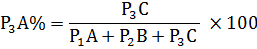 P₃A% = P₃C / (P₁A + P₂B + P₃C) × 100